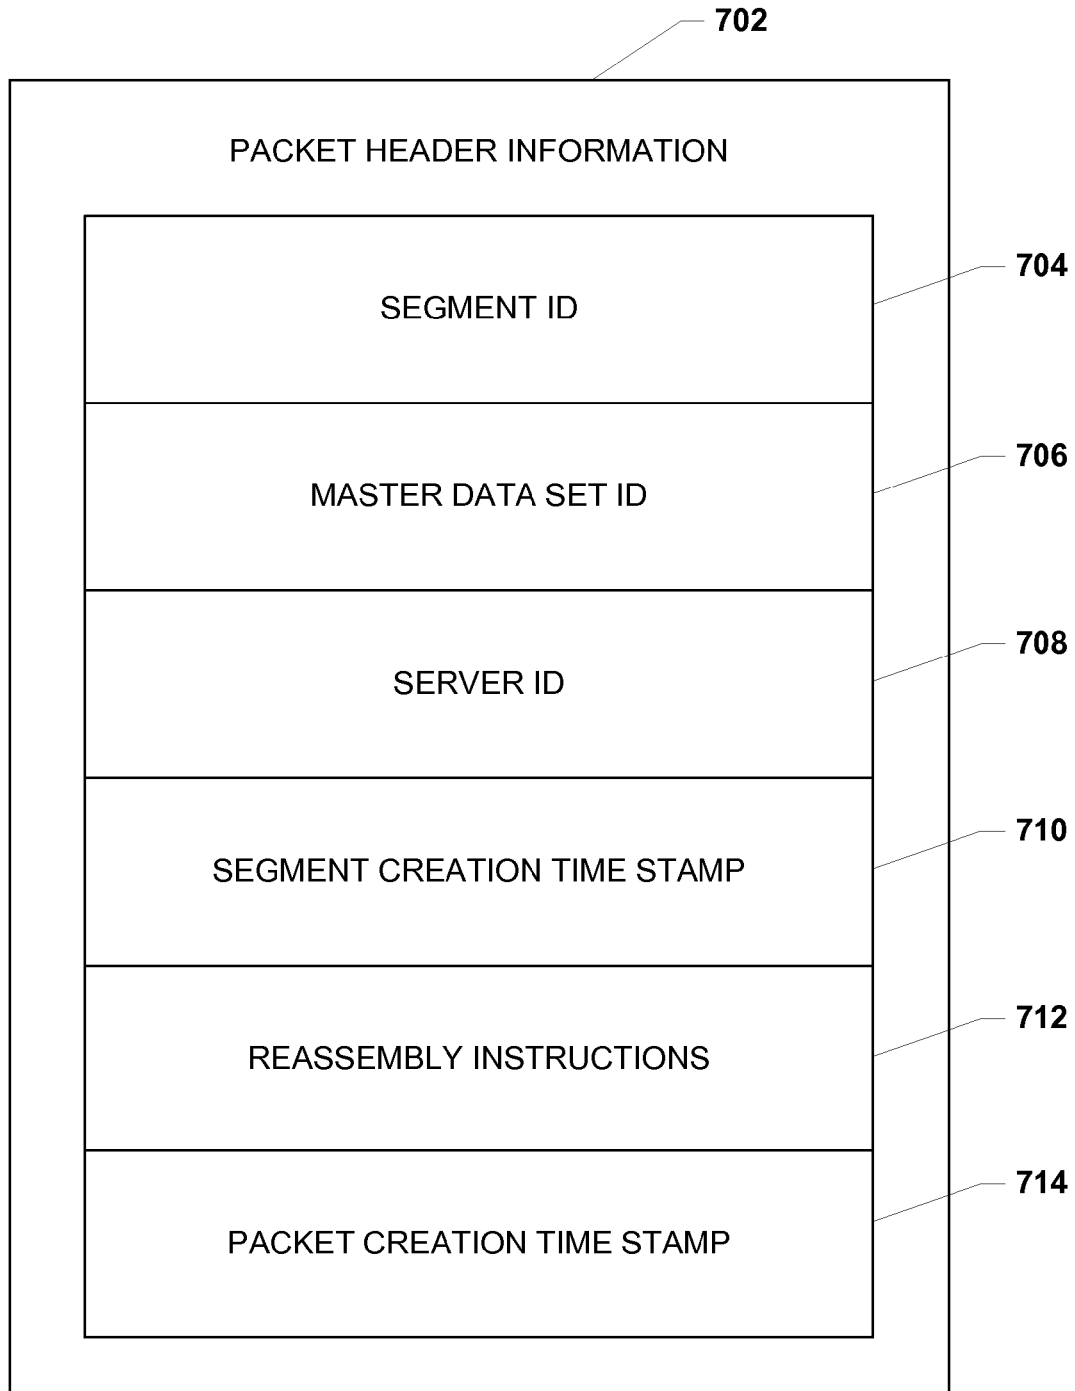 702
PACKET HEADER INFORMATION
SEGMENT ID
704
MASTER DATA SET ID
706
SERVER ID
708
SEGMENT CREATION TIME STAMP
710
REASSEMBLY INSTRUCTIONS
712
PACKET CREATION TIME STAMP
714